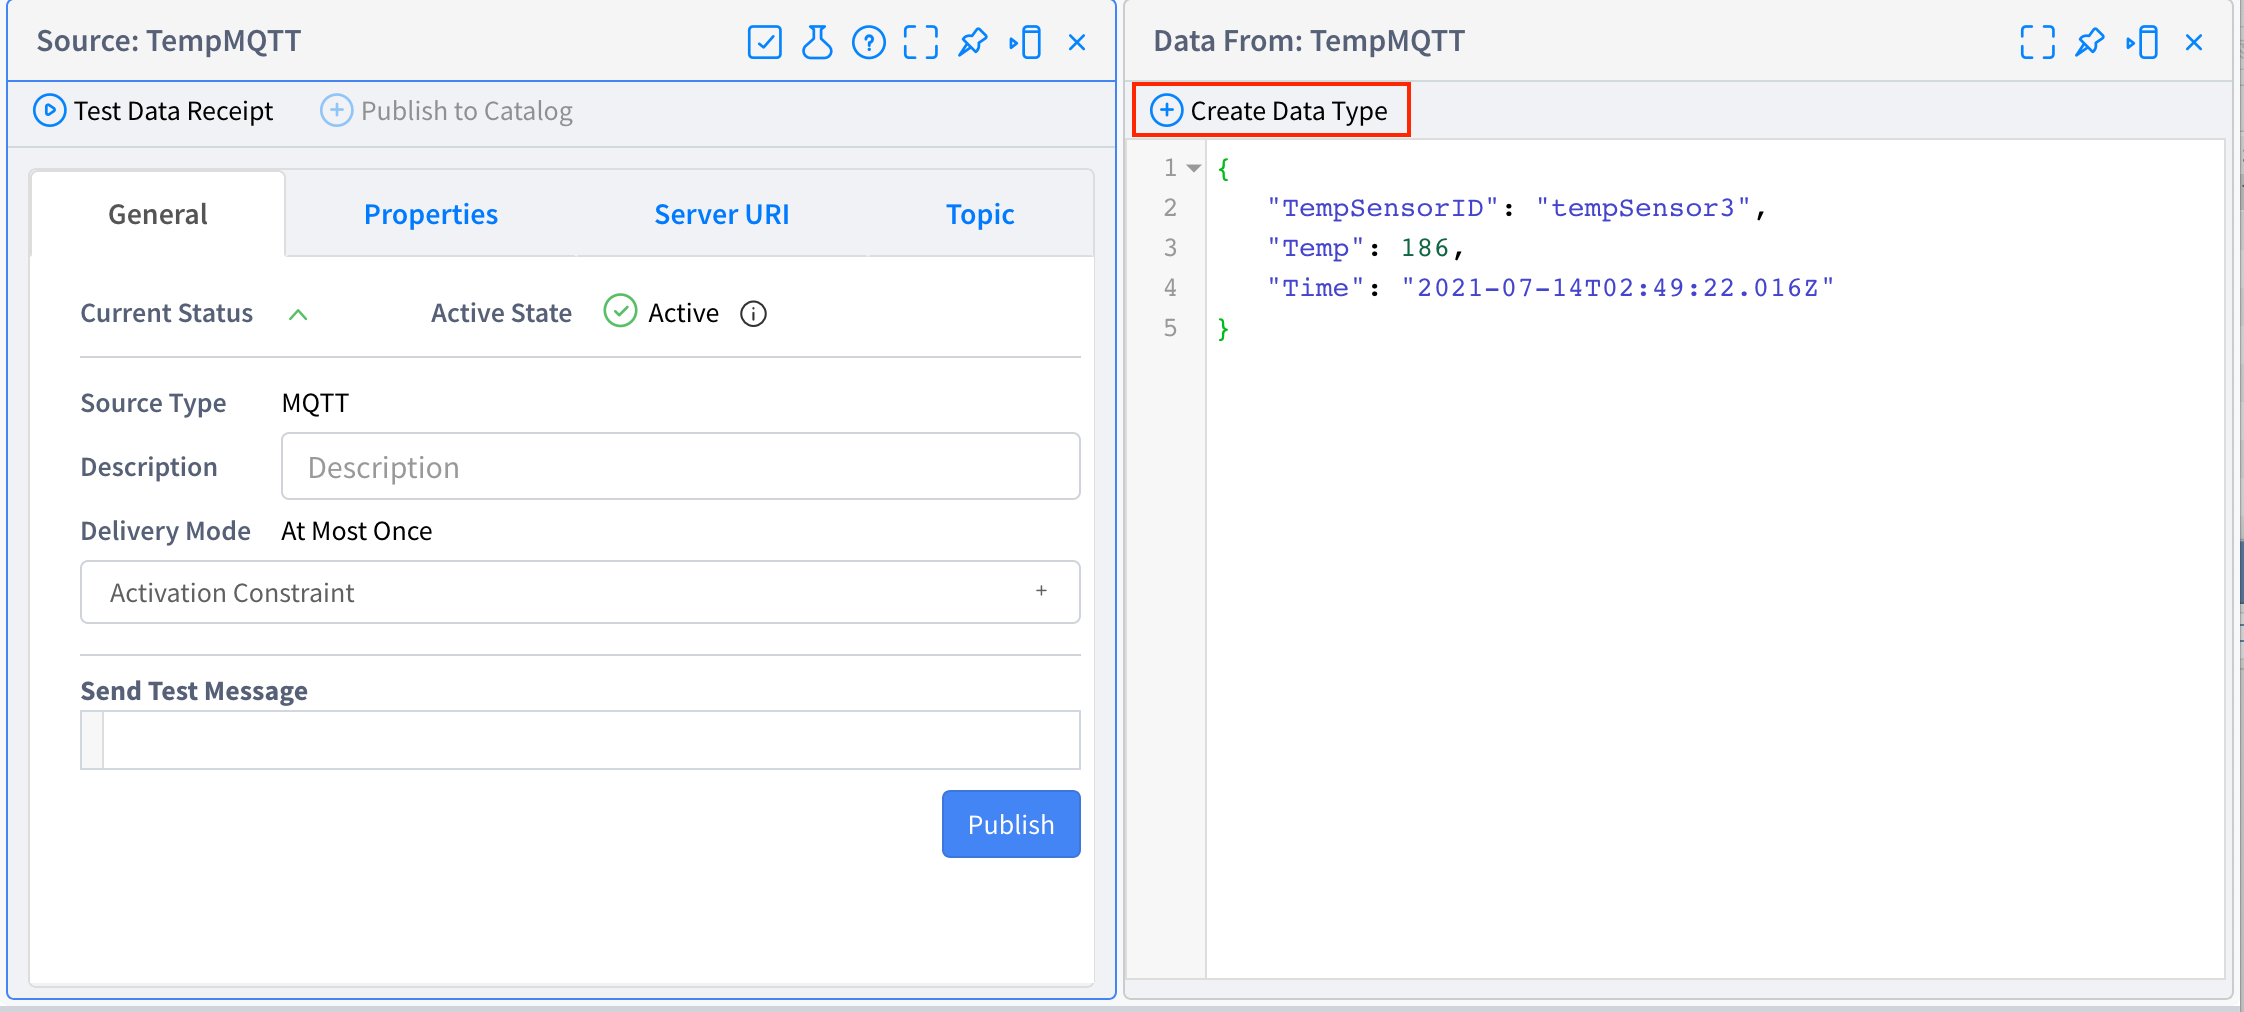 Source: TempMQTT
Test Data Receipt Publish to Catalog
General Properties Server URI Topic
Current Status Active State Active
Source Type MQTT
Description Description
Delivery Mode At Most Once
Activation Constraint +
Send Test Message
Publish
Data From: TempMQTT
Create Data Type
1 {
2 "TempSensorID": "tempSensor3",
3 "Temp": 186,
4 "Time": "2021-07-14T02:49:22.016Z"
5 }